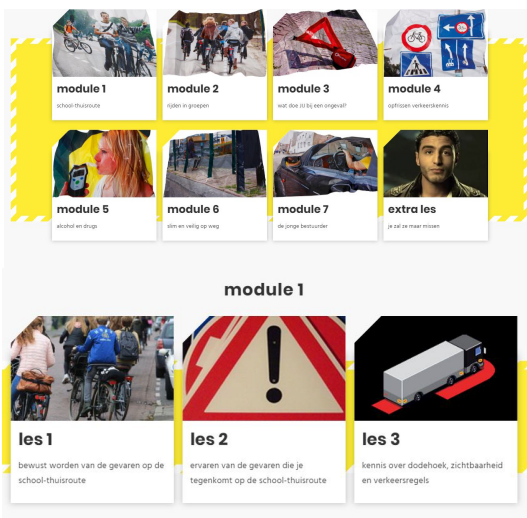 module 1
school-thuisroute
module 2
rijden in groepen
module 3
wat doe JIJ bij een ongeval?
module 4
opfrissen verkeerskennis
module 5
alcohol en drugs
module 6
slim en veilig op weg
module 7
de jonge bestuurder
extra les
je zal ze maar missen
module 1
les 1
bewust worden van de gevaren op de
school-thuisroute
les 2
ervaren van de gevaren die je
tegenkomt op de school-thuisroute
les 3
kennis over dodehoek, zichtbaarheid
en verkeersregels